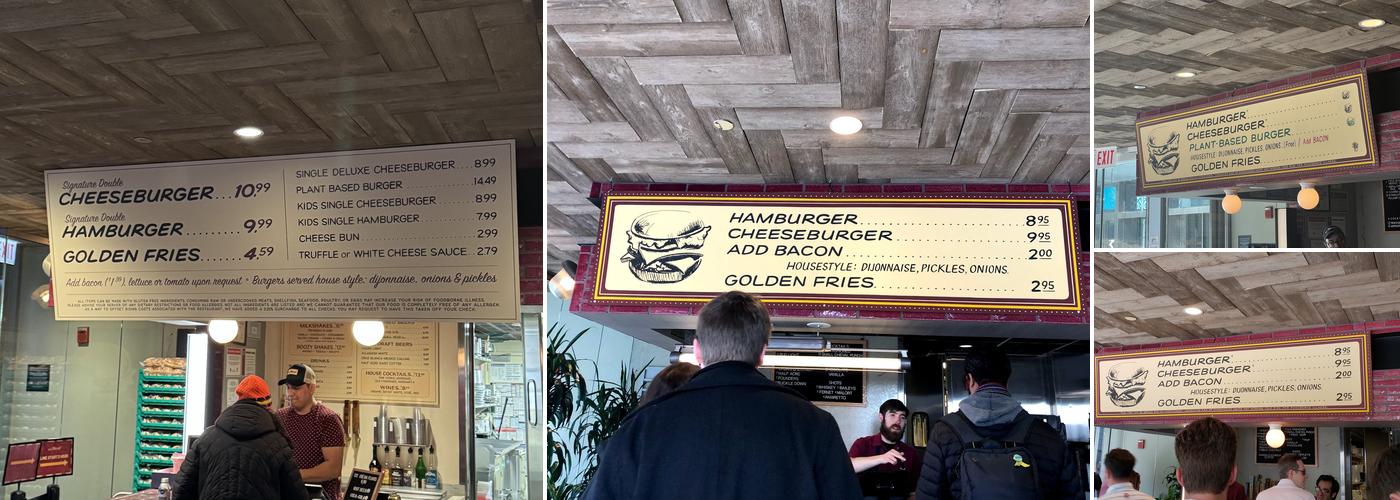 Signature Double
CHEESEBURGER...10.99
Signature Double
HAMBURGER.......9.99
GOLDEN FRIES......4.59
SINGLE DELUXE CHEESEBURGER....8.99
PLANT BASED BURGER................14.49
KIDS SINGLE CHEESEBURGER........8.99
KIDS SINGLE HAMBURGER...........7.99
CHEESE BUN........................2.99
TRUFFLE or WHITE CHEESE SAUCE...2.79
Add bacon ($1.99), lettuce or tomato upon request * Burgers served house style: dijonnaise, onions & pickles
MILKSHAKES
BOOZY SHAKES
DRINKS
CRAFT BEERS
HOUSE COCKTAILS
WINES
HAMBURGER 8.95
CHEESEBURGER 9.95
ADD BACON 2.00
HOUSESTYLE: DIJONNAISE, PICKLES, ONIONS.
GOLDEN FRIES 2.95
EXIT
HAMBURGER
CHEESEBURGER
PLANT-BASED BURGER
HOUSESTYLE: DIJONNAISE, PICKLES, ONIONS. (Free) / Add BACON
GOLDEN FRIES
HAMBURGER 8.95
CHEESEBURGER 9.95
ADD BACON 2.00
HOUSESTYLE: DIJONNAISE, PICKLES, ONIONS.
GOLDEN FRIES 2.95